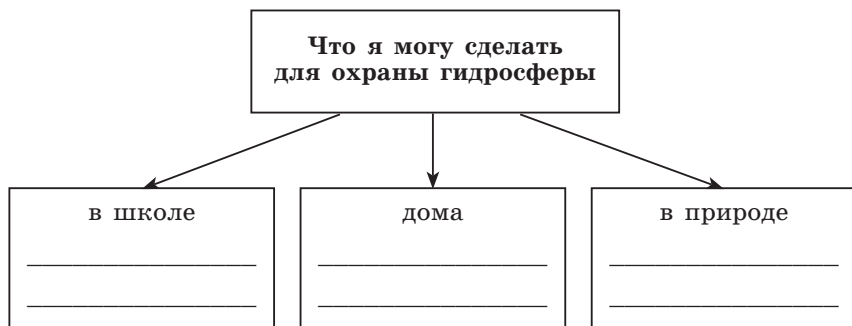 Что я могу сделать
для охраны гидросферы
в школе
дома
в природе